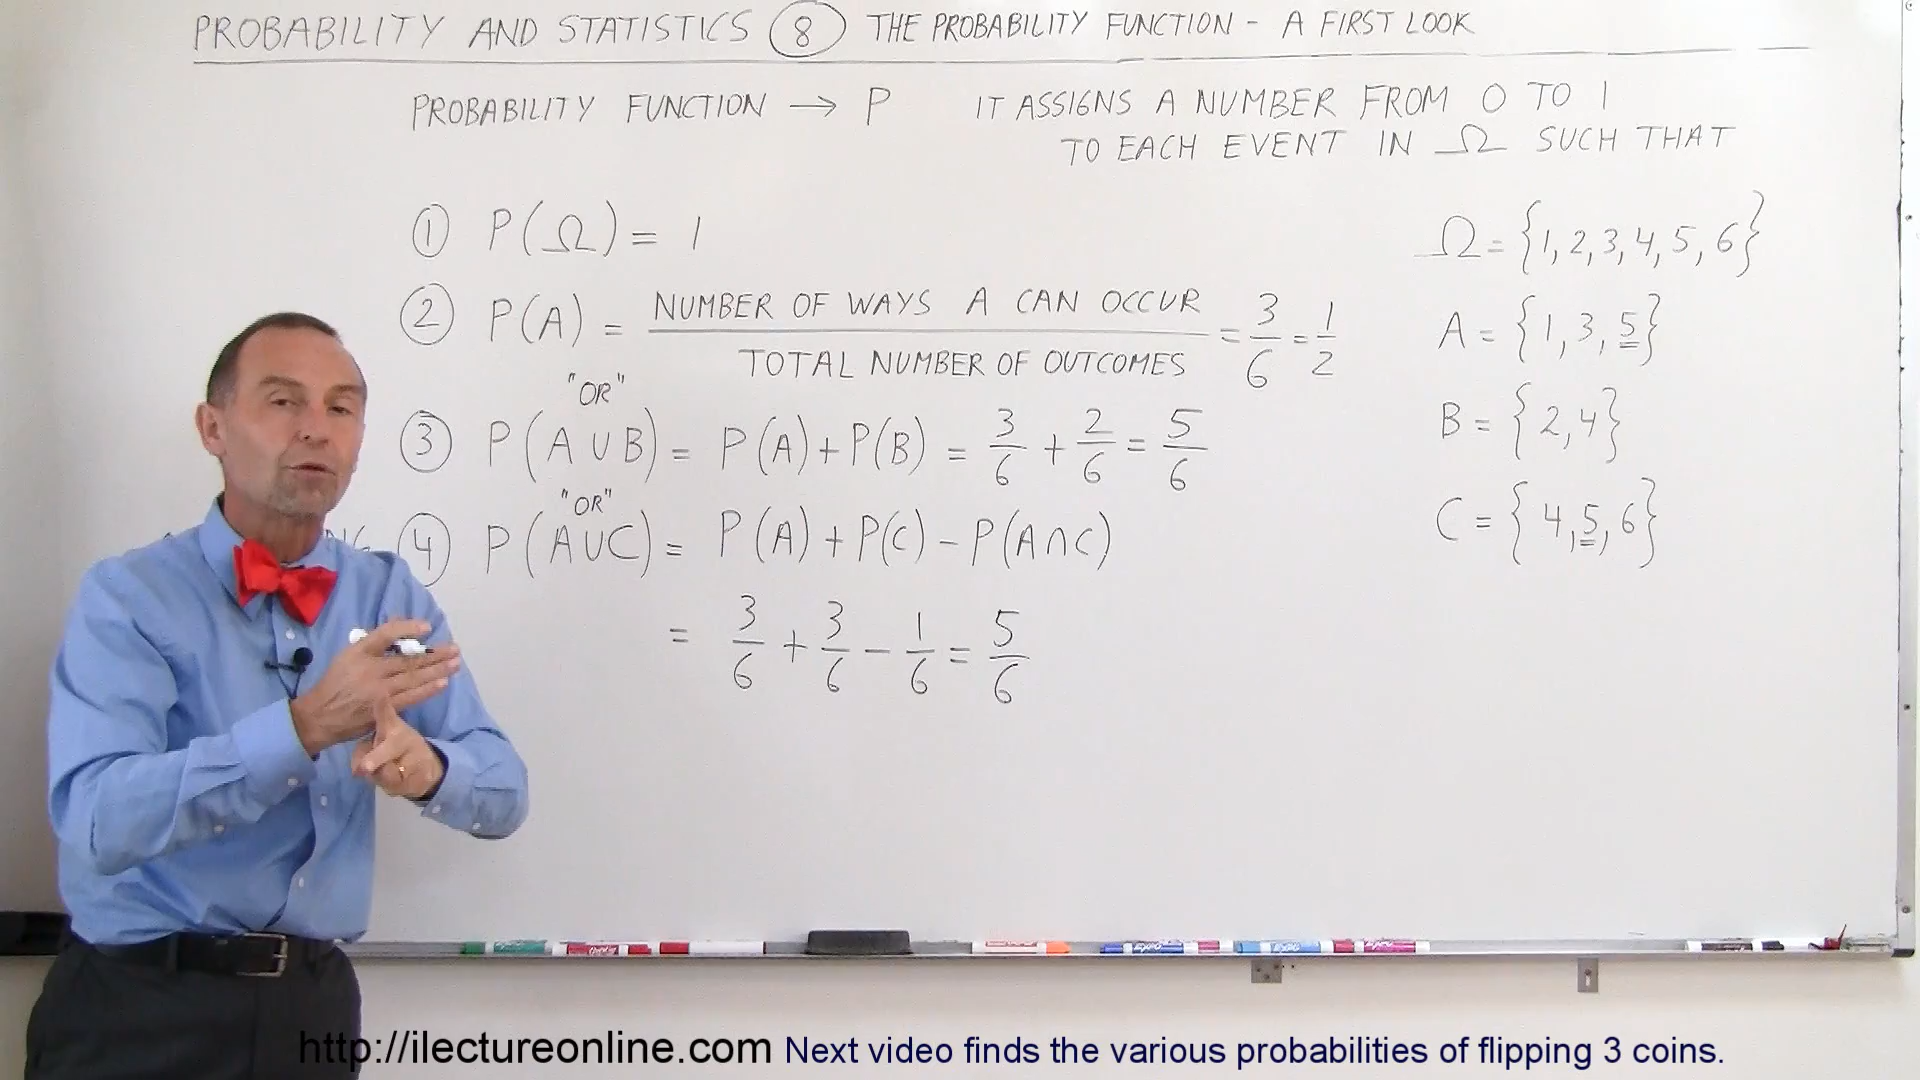 PROBABILITY AND STATISTICS 8 THE PROBABILITY FUNCTION - A FIRST LOOK
PROBABILITY FUNCTION → P IT ASSIGNS A NUMBER FROM 0 TO 1
TO EACH EVENT IN Ω SUCH THAT
① P(Ω) = 1
② P(A) = NUMBER OF WAYS A CAN OCCUR / TOTAL NUMBER OF OUTCOMES = 3/6 = 1/2
"OR"
③ P(A∪B) = P(A)+P(B) = 3/6 + 2/6 = 5/6
"OR"
④ P(A∪C) = P(A)+P(C)-P(A∩C)
= 3/6 + 3/6 - 1/6 = 5/6
Ω = {1, 2, 3, 4, 5, 6}
A = {1, 3, 5}
B = {2, 4}
C = {4, 5, 6}
http://ilectureonline.com Next video finds the various probabilities of flipping 3 coins.